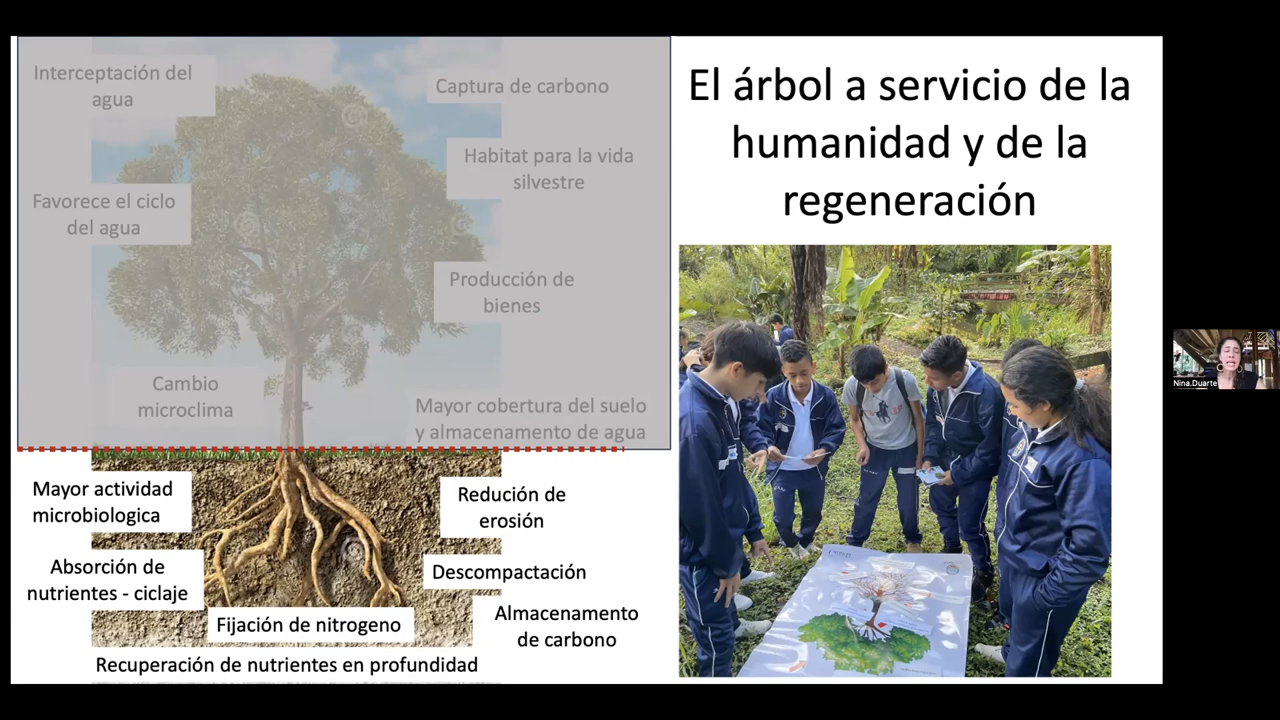 El árbol a servicio de la
humanidad y de la
regeneración
Interceptación del
agua
Captura de carbono
Habitat para la vida
silvestre
Favorece el ciclo
del agua
Producción de
bienes
Cambio
microclima
Mayor cobertura del suelo
y almacenamento de agua
Mayor actividad
microbiologica
Redución de
erosión
Absorción de
nutrientes - ciclaje
Descompactación
Fijación de nitrogeno
Almacenamento
de carbono
Recuperación de nutrientes en profundidad
Nina.Duarte